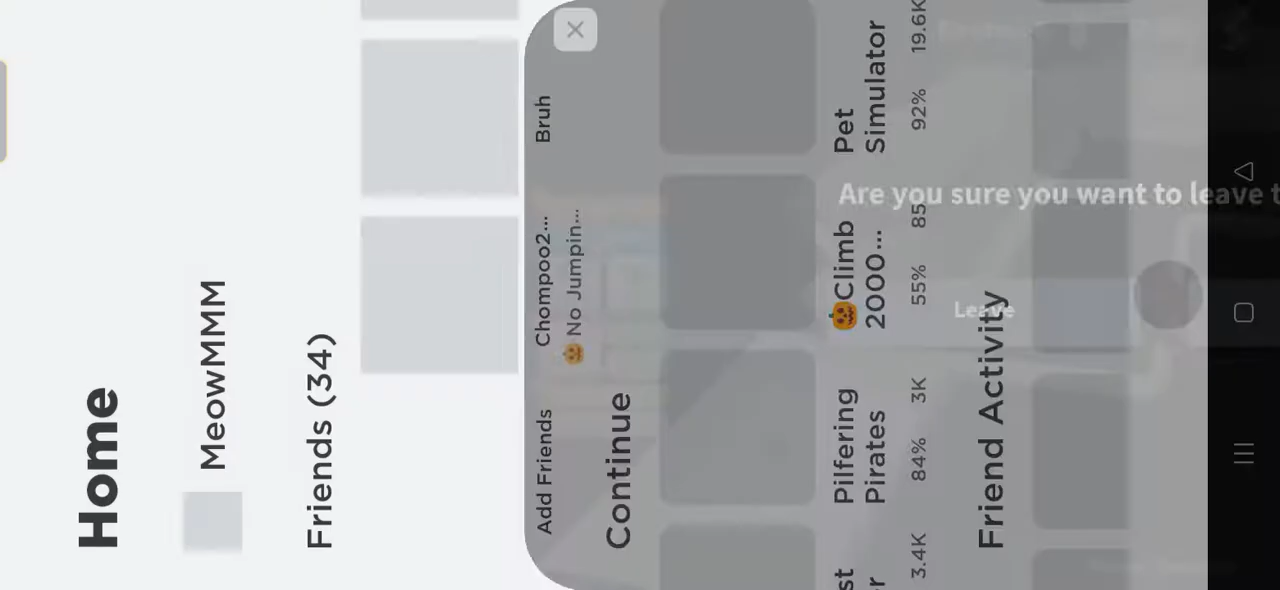 Home
MeowMMM
Friends (34)
Add Friends
Chompoo2...
🎃 No Jumpin...
Bruh
Continue
st
r
3.4K
Pilfering
Pirates
84% 3K
🎃Climb
2000...
55% 85
Pet
Simulator
92% 19.6K
Friend Activity
Are you sure you want to leave t
Leave